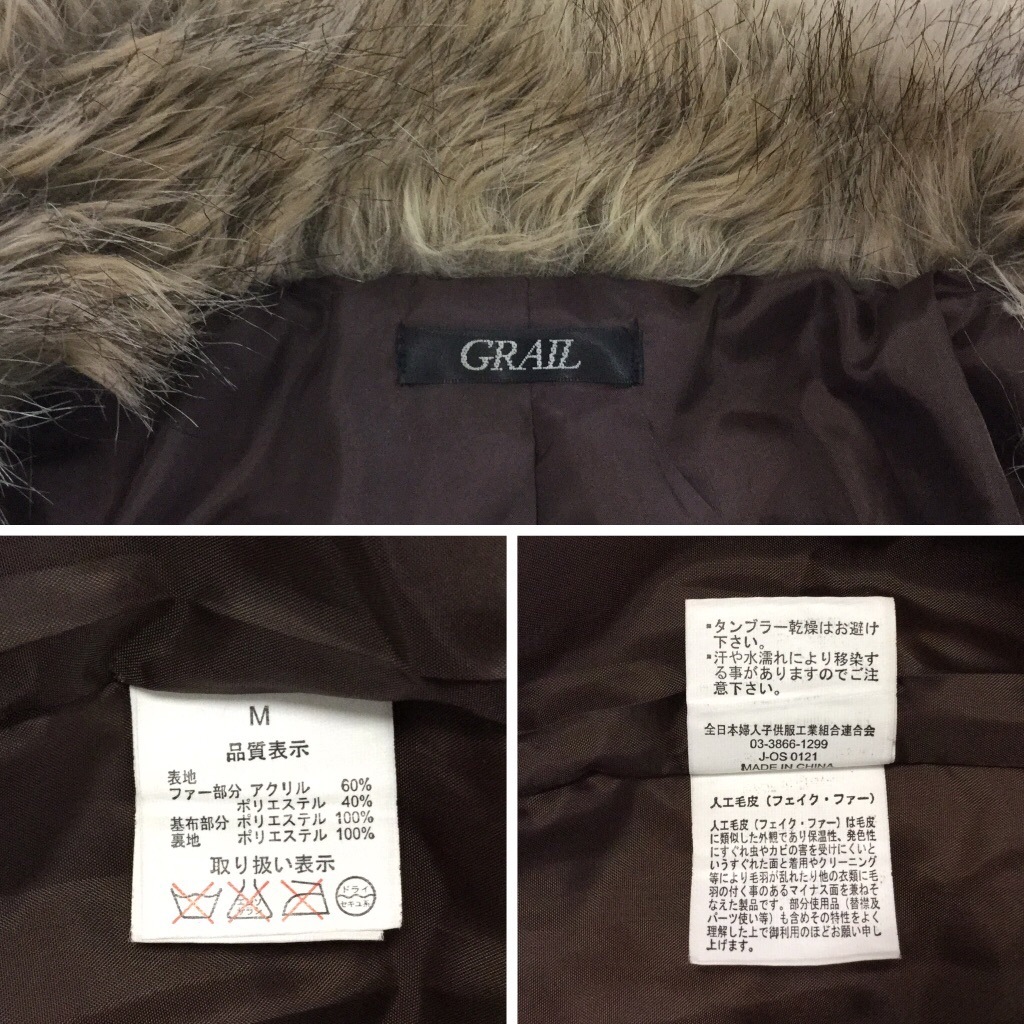 GRAIL
M
品質表示
表地
ファー部分 アクリル 60%
ポリエステル 40%
基布部分 ポリエステル 100%
裏地 ポリエステル 100%
取り扱い表示
エンソ
サラシ
ドライ
セキユ系
▪タンブラー乾燥はお避け
下さい。
▪汗や水濡れにより移染す
る事がありますのでご注
意下さい。
全日本婦人子供服工業組合連合会
03-3866-1299
J-OS 0121
MADE IN CHINA
人工毛皮（フェイク・ファー）
人工毛皮（フェイク・ファー）は毛皮
に類似した外観であり保温性、発色性
にすぐれ虫やカビの害を受けにくいと
いうすぐれた面と着用やクリーニング
等により毛羽が乱れたり他の衣類に毛
羽の付く事のあるマイナス面を兼ねそ
なえた製品です。部分使用品（替襟及
パーツ使い等）も含めその特性をよく
理解した上で御利用のほどお願い申し
上げます。